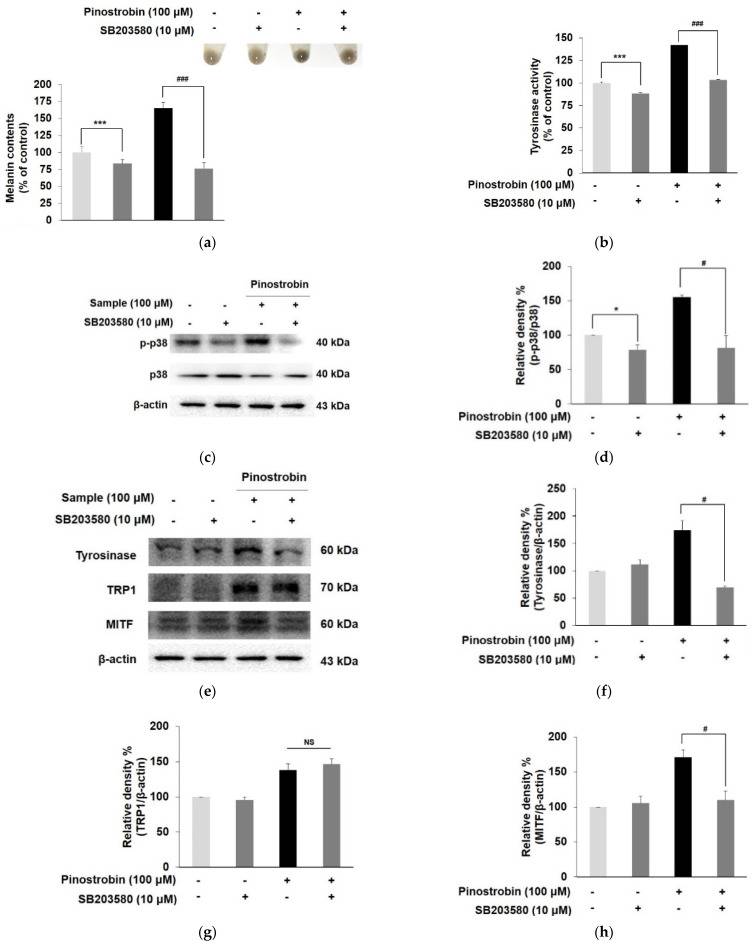 Pinostrobin (100 µM) - - + +
SB203580 (10 µM) - + - +
Melanin contents
(% of control)
200
175
150
125
100
75
50
25
0
***
###
(a)
Tyrosinase activity
(% of control)
150
125
100
75
50
25
0
***
###
Pinostrobin (100 µM) - - + +
SB203580 (10 µM) - + - +
(b)
Pinostrobin
Sample (100 µM) - - + +
SB203580 (10 µM) - + - +
p-p38 40 kDa
p38 40 kDa
β-actin 43 kDa
(c)
Relative density %
(p-p38/p38)
200
150
100
50
0
*
#
Pinostrobin (100 µM) - - + +
SB203580 (10 µM) - + - +
(d)
Pinostrobin
Sample (100 µM) - - + +
SB203580 (10 µM) - + - +
Tyrosinase 60 kDa
TRP1 70 kDa
MITF 60 kDa
β-actin 43 kDa
(e)
Relative density %
(Tyrosinase/β-actin)
250
200
150
100
50
0
#
Pinostrobin (100 µM) - - + +
SB203580 (10 µM) - + - +
(f)
Relative density %
(TRP1/β-actin)
200
150
100
50
0
NS
Pinostrobin (100 µM) - - + +
SB203580 (10 µM) - + - +
(g)
Relative density %
(MITF/β-actin)
200
150
100
50
0
#
Pinostrobin (100 µM) - - + +
SB203580 (10 µM) - + - +
(h)